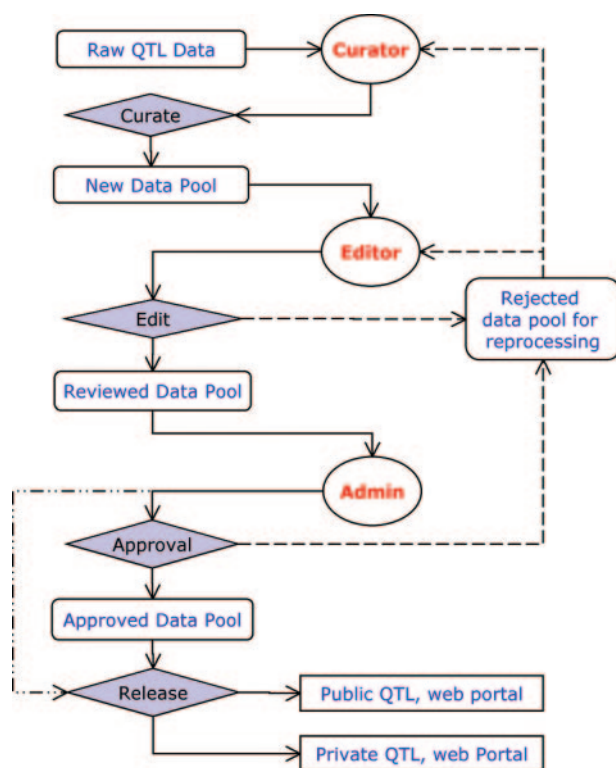 Raw QTL Data
Curator
Curate
New Data Pool
Editor
Edit
Rejected
data pool for
reprocessing
Reviewed Data Pool
Admin
Approval
Approved Data Pool
Release
Public QTL, web portal
Private QTL, web Portal